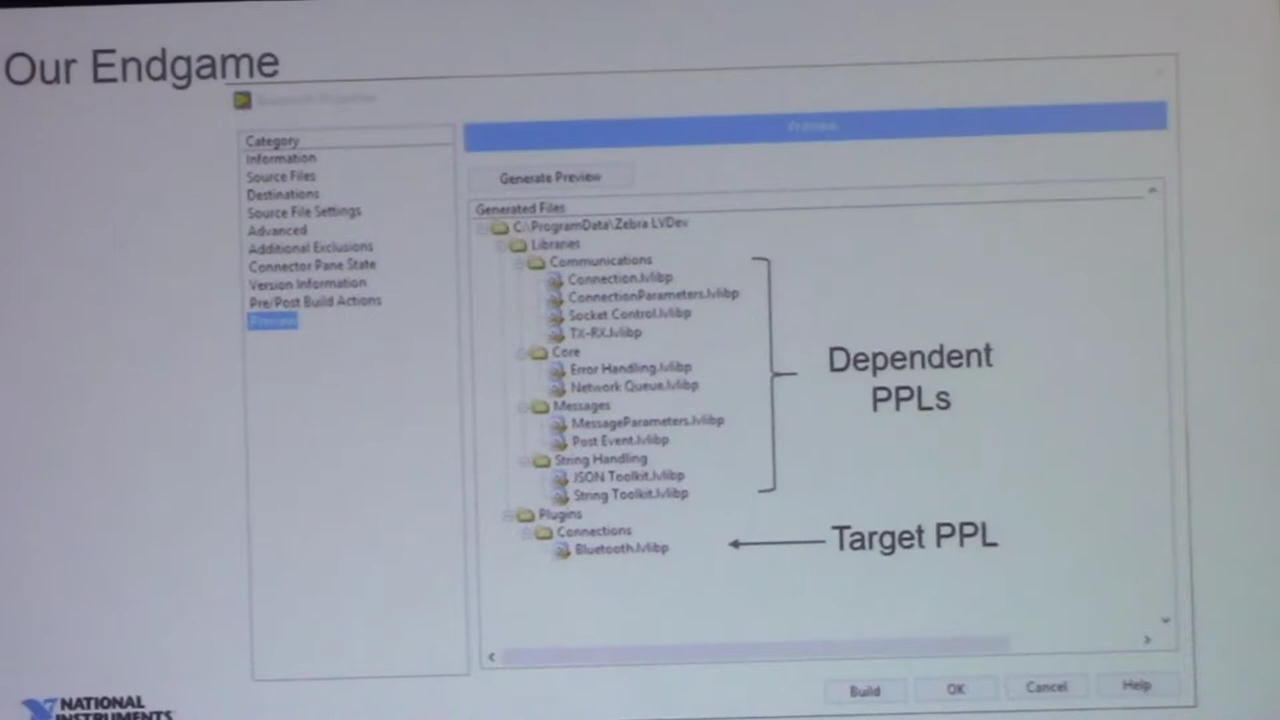 Our Endgame
Category
Information
Source Files
Destinations
Source File Settings
Advanced
Additional Exclusions
Connector Pane State
Version Information
Pre/Post Build Actions
Preview
Preview
Generate Preview
Generated Files
C:\ProgramData\Zebra LVDev
Libraries
Communications
Connection.lvlibp
ConnectionParameters.lvlibp
Socket Control.lvlibp
TX-RX.lvlibp
Core
Error Handling.lvlibp
Network Queue.lvlibp
Messages
MessageParameters.lvlibp
Post Event.lvlibp
String Handling
JSON Toolkit.lvlibp
String Toolkit.lvlibp
Plugins
Connections
Bluetooth.lvlibp
Dependent
PPLs
Target PPL
Build OK Cancel Help
NATIONAL
INSTRUMENTS